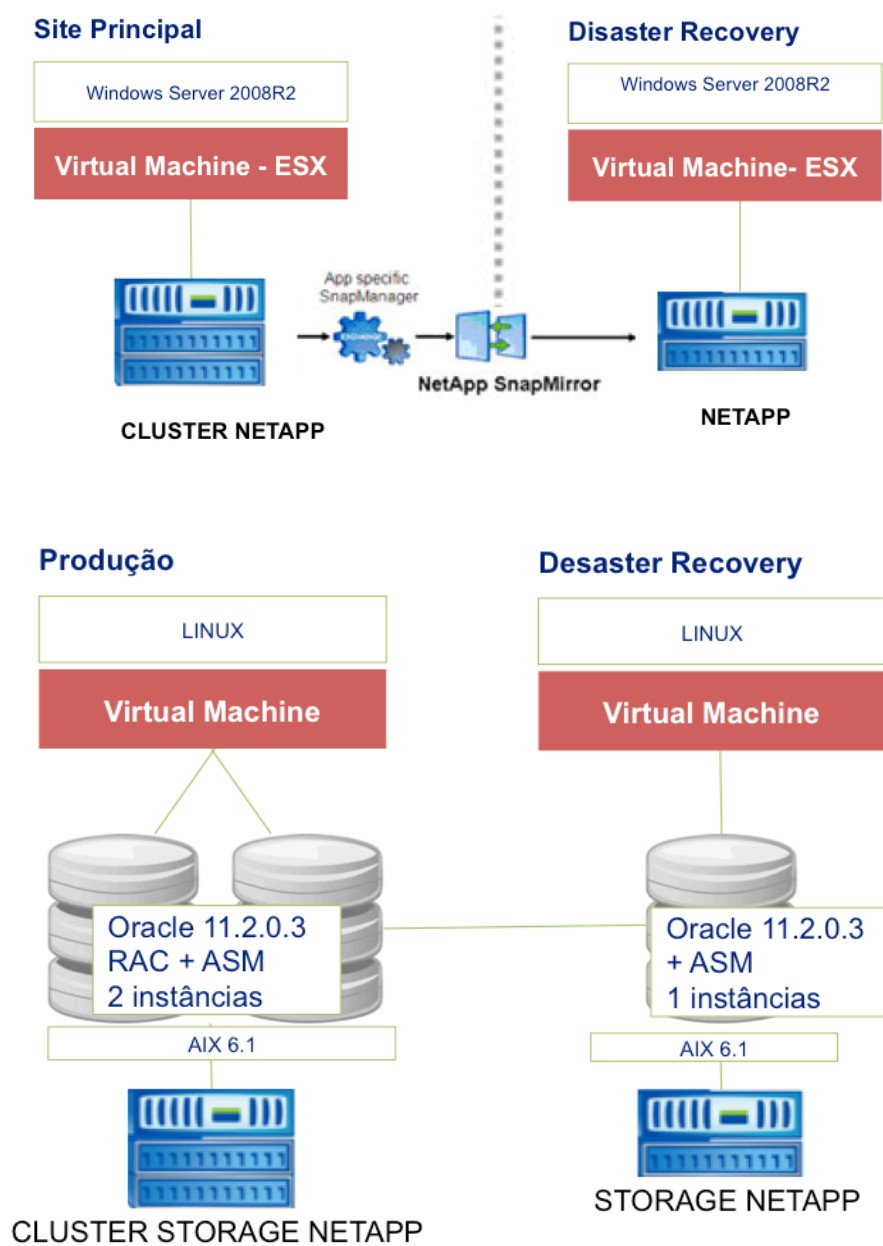 Site Principal
Disaster Recovery
Windows Server 2008R2
Windows Server 2008R2
Virtual Machine - ESX
Virtual Machine- ESX
App specific
SnapManager
EXCHANGE
NetApp SnapMirror
CLUSTER NETAPP
NETAPP
Produção
Desaster Recovery
LINUX
LINUX
Virtual Machine
Virtual Machine
Oracle 11.2.0.3
RAC + ASM
2 instâncias
Oracle 11.2.0.3
+ ASM
1 instâncias
AIX 6.1
AIX 6.1
CLUSTER STORAGE NETAPP
STORAGE NETAPP